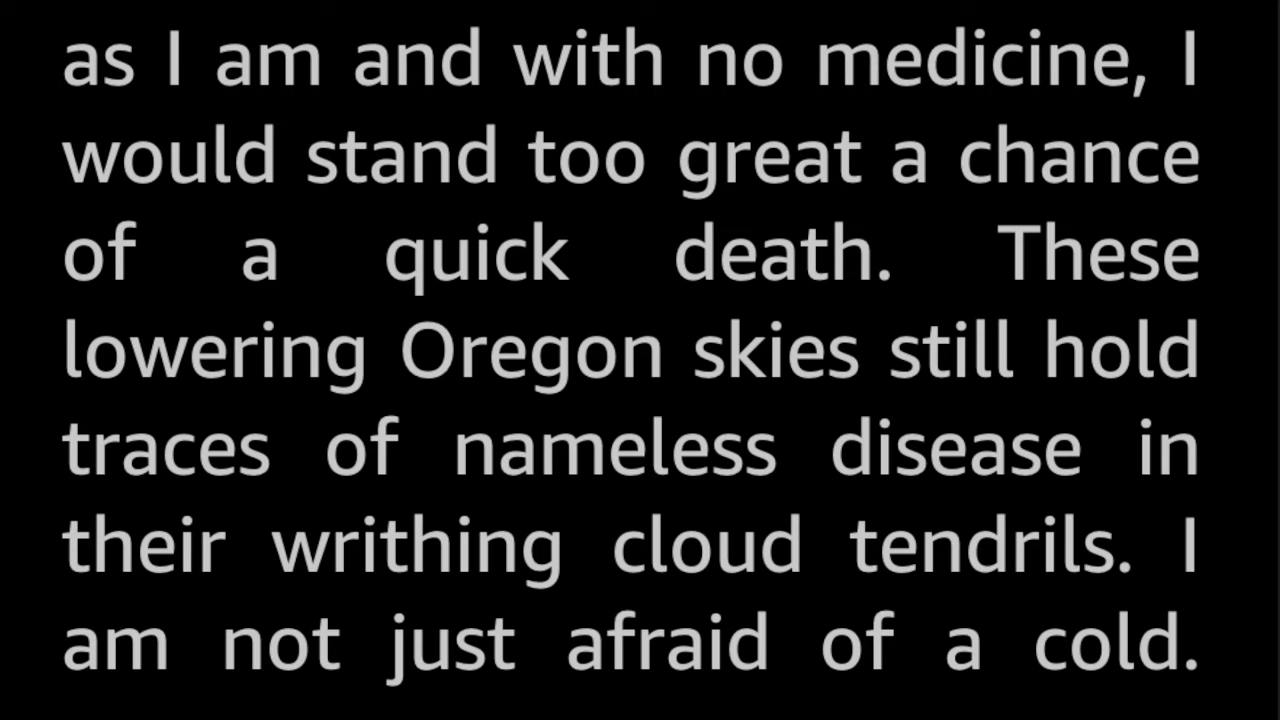 as I am and with no medicine, I
would stand too great a chance
of a quick death. These
lowering Oregon skies still hold
traces of nameless disease in
their writhing cloud tendrils. I
am not just afraid of a cold.